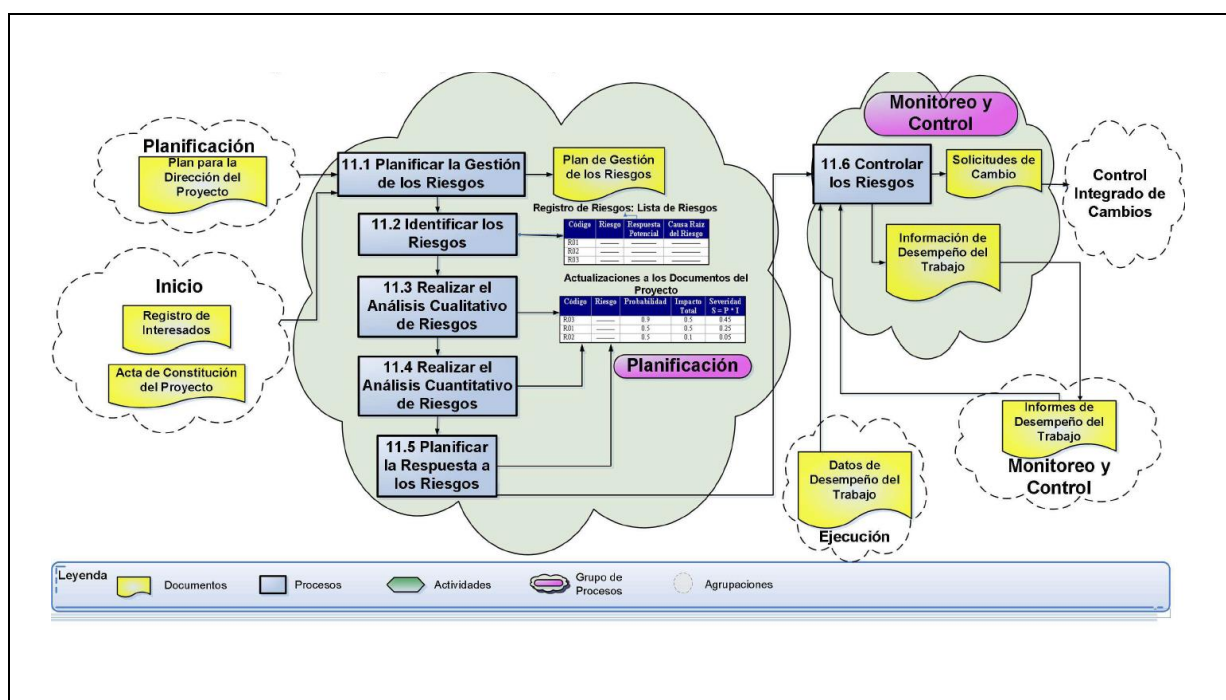 Planificación
Plan para la
Dirección del
Proyecto
Inicio
Registro de
Interesados
Acta de Constitución
del Proyecto
11.1 Planificar la Gestión
de los Riesgos
Plan de Gestión
de los Riesgos
11.2 Identificar los
Riesgos
Registro de Riesgos: Lista de Riesgos
Código Riesgo Respuesta Potencial Causa Raíz del Riesgo
R01
R02
R03
11.3 Realizar el
Análisis Cualitativo
de Riesgos
Actualizaciones a los Documentos del
Proyecto
Código Riesgo Probabilidad Impacto Total Severidad S = P * I
R03 0.9 0.5 0.45
R01 0.5 0.5 0.25
R02 0.5 0.1 0.05
11.4 Realizar el
Análisis Cuantitativo
de Riesgos
Planificación
11.5 Planificar
la Respuesta a
los Riesgos
Monitoreo y
Control
11.6 Controlar
los Riesgos
Solicitudes de
Cambio
Control
Integrado de
Cambios
Información de
Desempeño del
Trabajo
Informes de
Desempeño del
Trabajo
Monitoreo y
Control
Datos de
Desempeño del
Trabajo
Ejecución
Leyenda
Documentos
Procesos
Actividades
Grupo de
Procesos
Agrupaciones